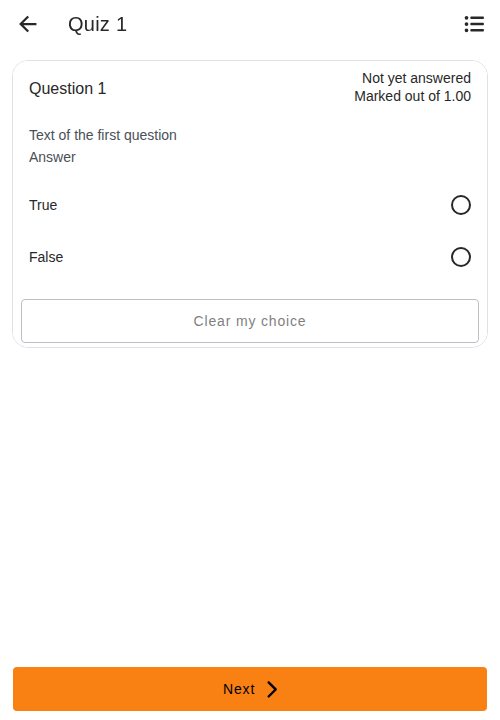 Quiz 1
Question 1
Not yet answered
Marked out of 1.00
Text of the first question
Answer
True
False
Clear my choice
Next